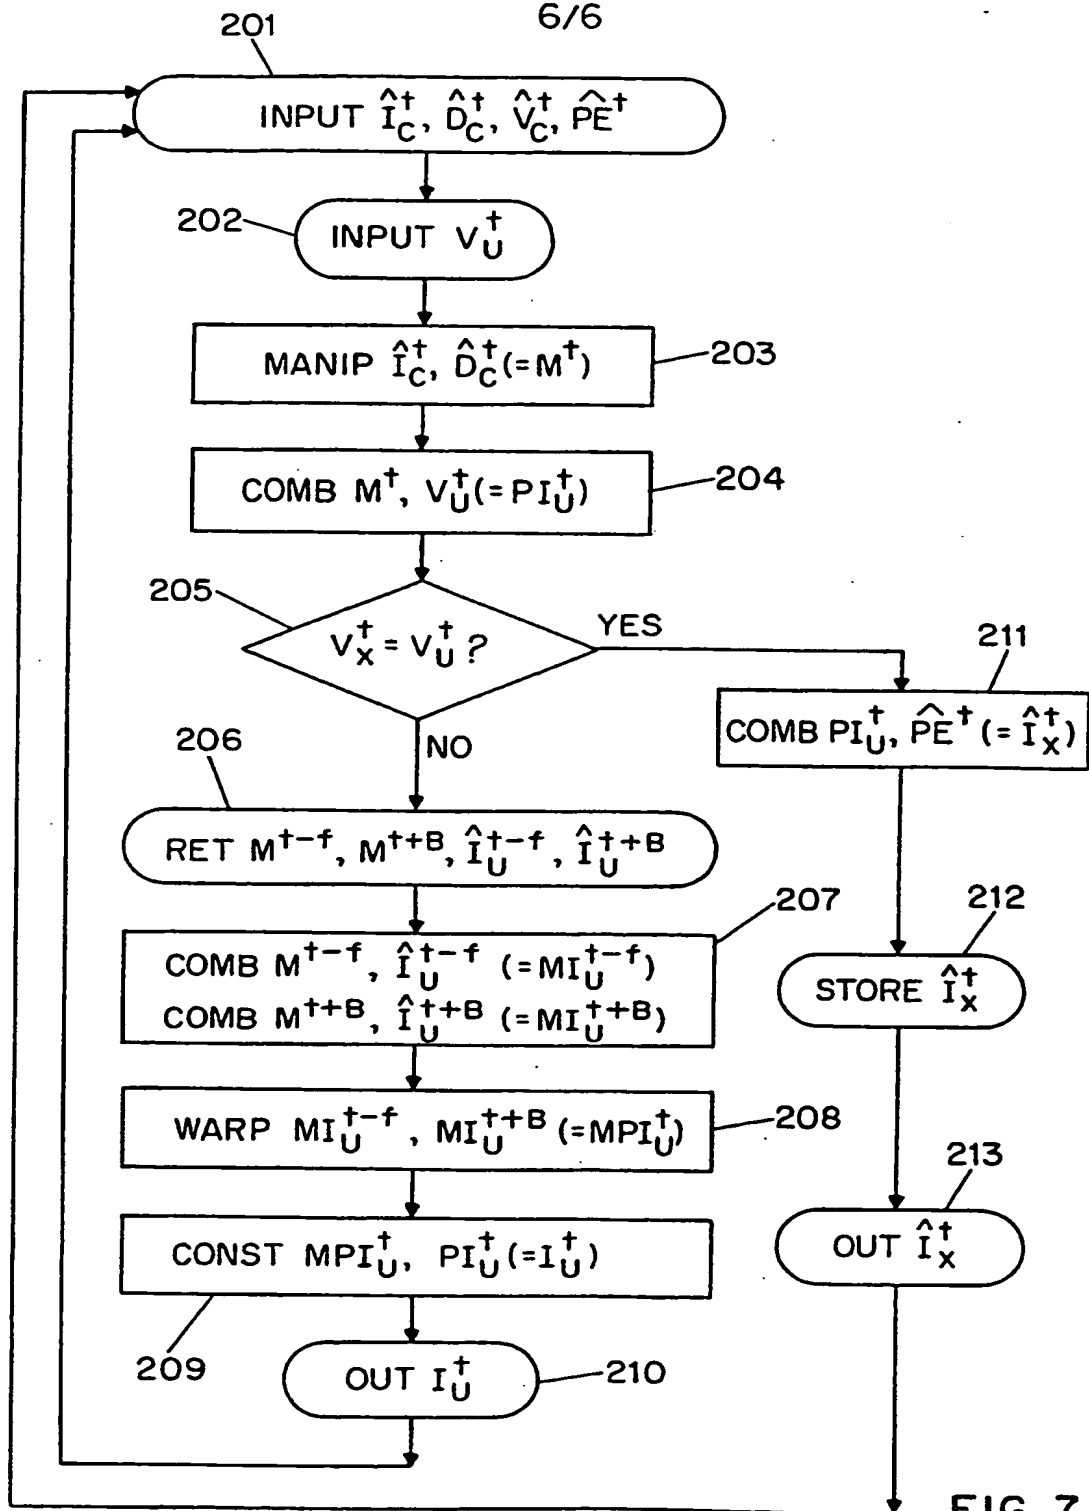 6/6
201
INPUT Î_C^t, D̂_C^t, V̂_C^t, P̂E^t
202
INPUT V_U^t
MANIP Î_C^t, D̂_C^t (=M^t)
203
COMB M^t, V_U^t (=PI_U^t)
204
205
V_X^t = V_U^t ?
YES
NO
211
COMB PI_U^t, P̂E^t (= Î_X^t)
206
RET M^t-f, M^t+B, Î_U^t-f, Î_U^t+B
207
COMB M^t-f, Î_U^t-f (=MI_U^t-f)
COMB M^t+B, Î_U^t+B (=MI_U^t+B)
212
STORE Î_X^t
WARP MI_U^t-f, MI_U^t+B (=MPI_U^t)
208
213
CONST MPI_U^t, PI_U^t (=I_U^t)
OUT Î_X^t
209
OUT I_U^t
210
FIG. 7